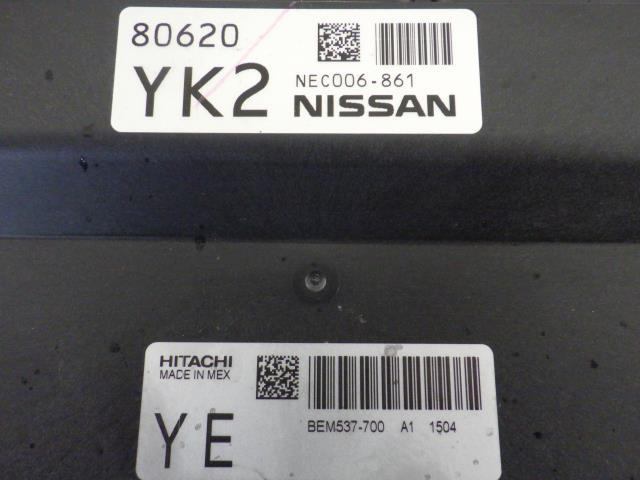 80620
YK2
NEC006-861
NISSAN
HITACHI
MADE IN MEX
YE
BEM537-700 A1 1504